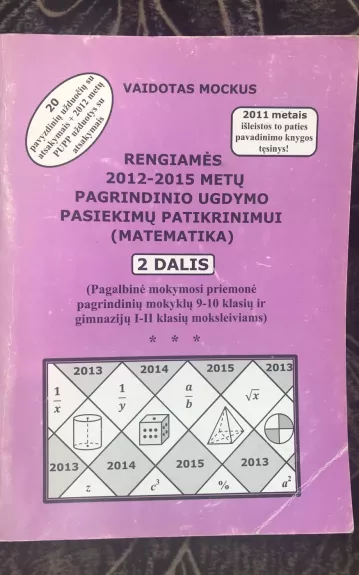 20
pavyzdinių užduočių su
atsakymais + 2012 metų
PUPP užduotys su
atsakymais
VAIDOTAS MOCKUS
2011 metais
išleistos to paties
pavadinimo knygos
tęsinys!
RENGIAMĖS
2012-2015 METŲ
PAGRINDINIO UGDYMO
PASIEKIMŲ PATIKRINIMUI
(MATEMATIKA)
2 DALIS
(Pagalbinė mokymosi priemonė
pagrindinių mokyklų 9-10 klasių ir
gimnazijų I-II klasių moksleiviams)
* * *
2013 2014 2015 2013
1/x 1/y a/b √x
2013 2014 2015 2013
z c³ % a²